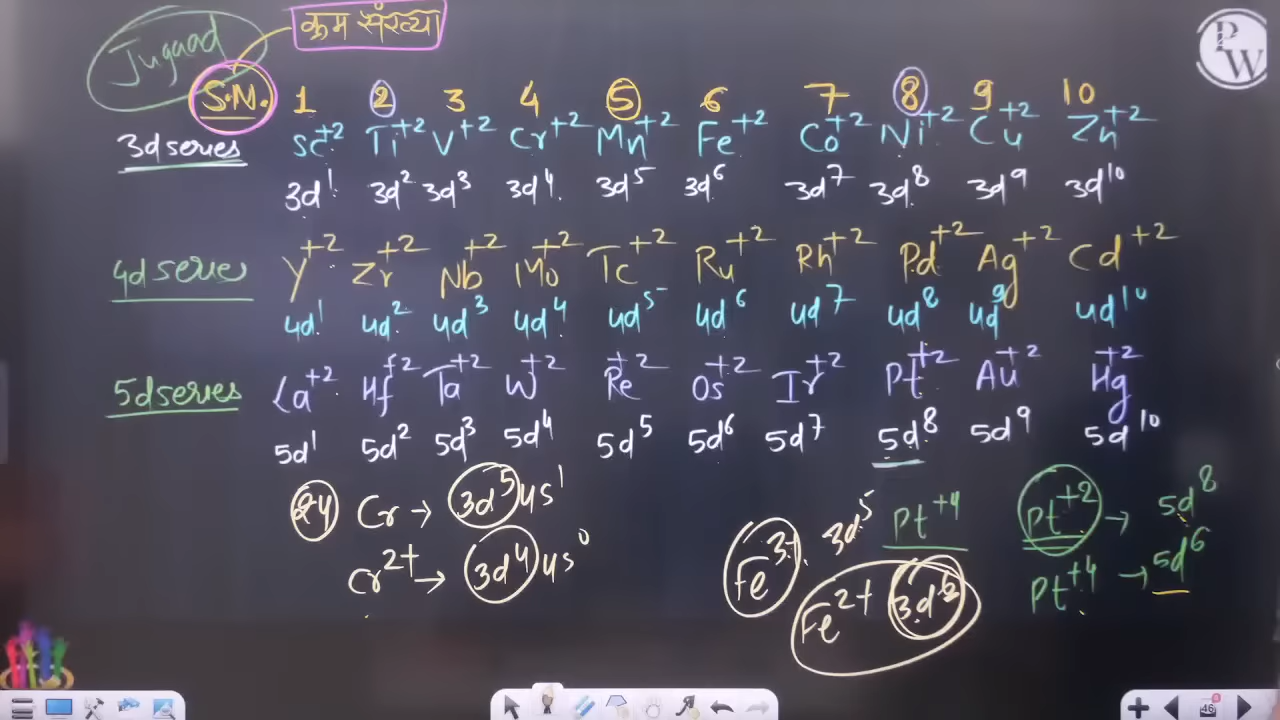 Jugaad
क्रम संख्या
PW
S.N. 1 2 3 4 5 6 7 8 9 10
3d series Sc+2 Ti+2 V+2 Cr+2 Mn+2 Fe+2 Co+2 Ni+2 Cu+2 Zn+2
3d1 3d2 3d3 3d4 3d5 3d6 3d7 3d8 3d9 3d10
4d series Y+2 Zr+2 Nb+2 Mo+2 Tc+2 Ru+2 Rh+2 Pd+2 Ag+2 Cd+2
4d1 4d2 4d3 4d4 4d5 4d6 4d7 4d8 4d9 4d10
5d series La+2 Hf+2 Ta+2 W+2 Re+2 Os+2 Ir+2 Pt+2 Au+2 Hg+2
5d1 5d2 5d3 5d4 5d5 5d6 5d7 5d8 5d9 5d10
24 Cr → 3d5 4s1 Fe3+ 3d5 Pt+4 Pt+2 → 5d8
Cr2+ → 3d4 4s0 Fe2+ 3d6 Pt+4 → 5d6
46